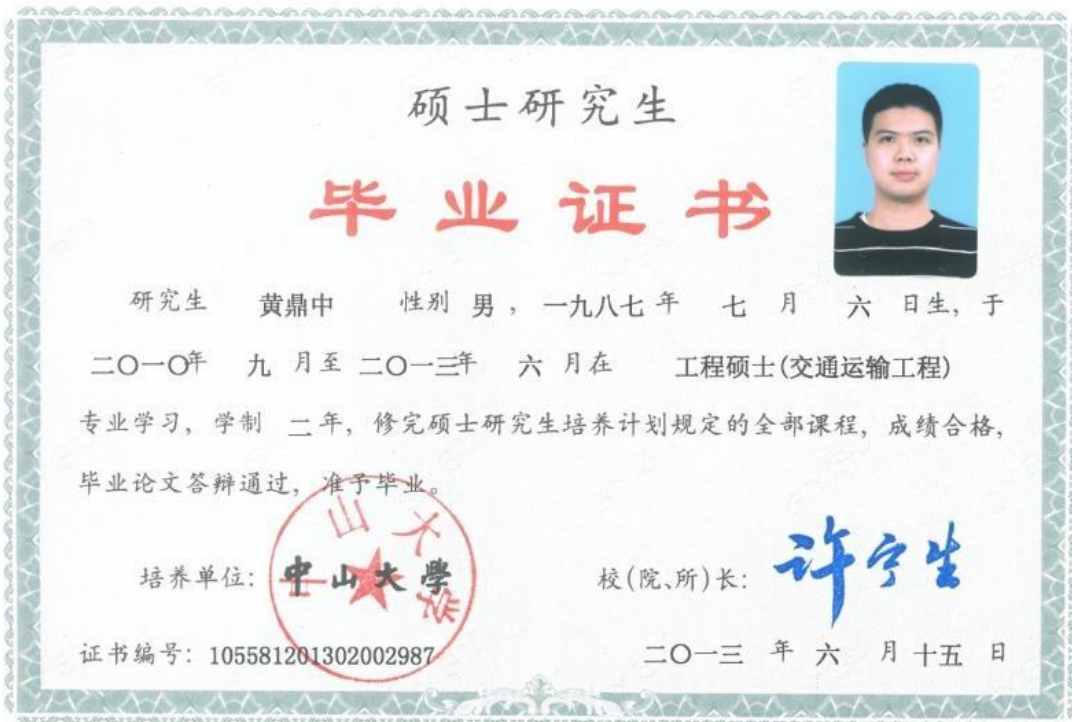 硕士研究生
毕业证书
研究生 黄鼎中 性别 男，一九八七 年 七 月 六 日生，于
二〇一〇年 九 月至 二〇一三年 六 月在 工程硕士(交通运输工程)
专业学习，学制 二年，修完硕士研究生培养计划规定的全部课程，成绩合格，
毕业论文答辩通过，准予毕业。
培养单位：中山大學
校(院、所)长：许宁生
证书编号：105581201302002987
二〇一三 年 六 月 十五 日
中山大学